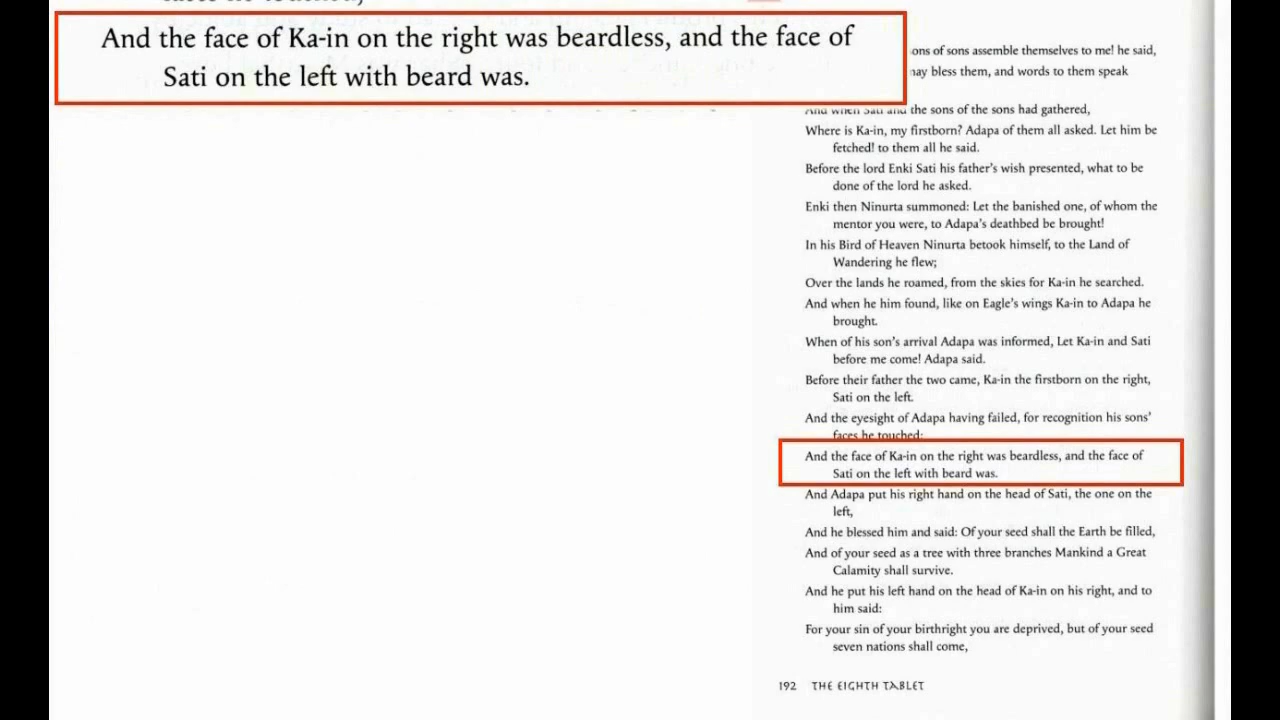 faces he touched;
And the face of Ka-in on the right was beardless, and the face of
Sati on the left with beard was.
ons of sons assemble themselves to me! he said,
may bless them, and words to them speak
And when Sati and the sons of the sons had gathered,
Where is Ka-in, my firstborn? Adapa of them all asked. Let him be
fetched! to them all he said.
Before the lord Enki Sati his father's wish presented, what to be
done of the lord he asked.
Enki then Ninurta summoned: Let the banished one, of whom the
mentor you were, to Adapa's deathbed be brought!
In his Bird of Heaven Ninurta betook himself, to the Land of
Wandering he flew;
Over the lands he roamed, from the skies for Ka-in he searched.
And when he him found, like on Eagle's wings Ka-in to Adapa he
brought.
When of his son's arrival Adapa was informed, Let Ka-in and Sati
before me come! Adapa said.
Before their father the two came, Ka-in the firstborn on the right,
Sati on the left.
And the eyesight of Adapa having failed, for recognition his sons'
faces he touched;
And the face of Ka-in on the right was beardless, and the face of
Sati on the left with beard was.
And Adapa put his right hand on the head of Sati, the one on the
left,
And he blessed him and said: Of your seed shall the Earth be filled,
And of your seed as a tree with three branches Mankind a Great
Calamity shall survive.
And he put his left hand on the head of Ka-in on his right, and to
him said:
For your sin of your birthright you are deprived, but of your seed
seven nations shall come,
192 THE EIGHTH TABLET